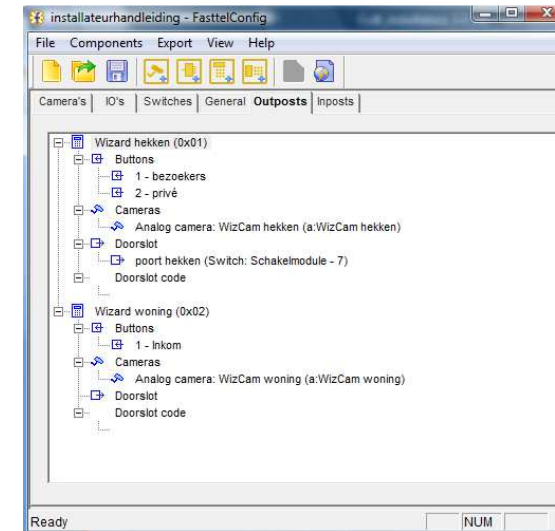 installateurhandleiding - FasttelConfig
File Components Export View Help
Camera's IO's Switches General Outposts Inposts
Wizard hekken (0x01)
Buttons
1 - bezoekers
2 - privé
Cameras
Analog camera: WizCam hekken (a:WizCam hekken)
Doorslot
poort hekken (Switch: Schakelmodule - 7)
Doorslot code
Wizard woning (0x02)
Buttons
1 - Inkom
Cameras
Analog camera: WizCam woning (a:WizCam woning)
Doorslot
Doorslot code
Ready NUM